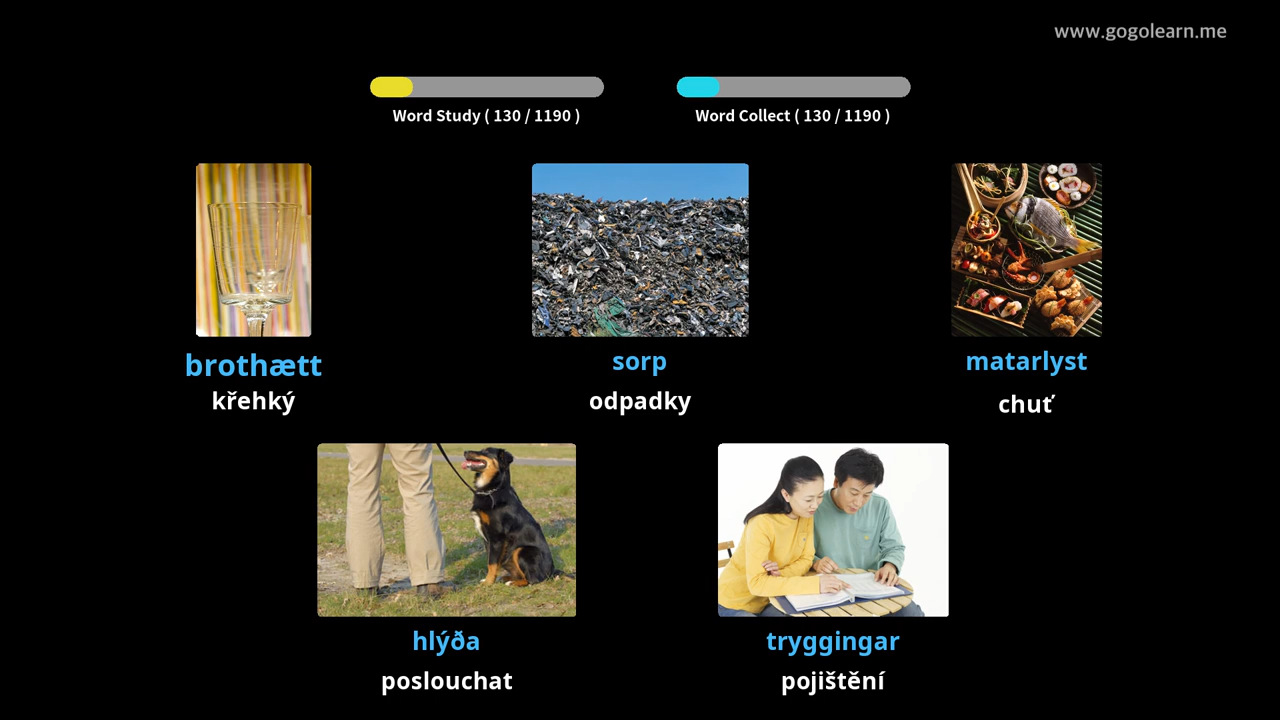 www.gogolearn.me
Word Study ( 130 / 1190 )
Word Collect ( 130 / 1190 )
brothætt
křehký
sorp
odpadky
matarlyst
chuť
hlýða
poslouchat
tryggingar
pojištění